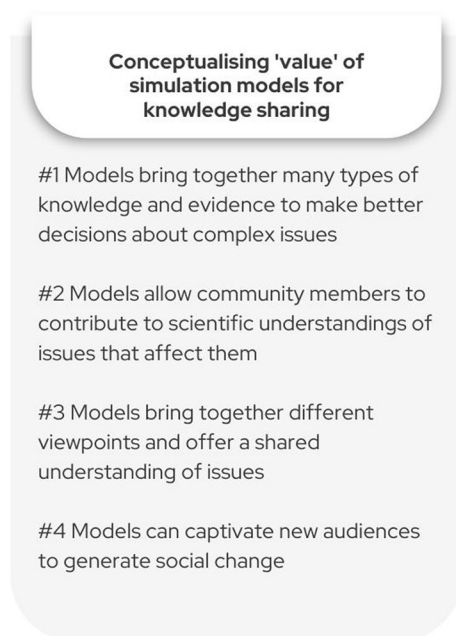 Conceptualising 'value' of
simulation models for
knowledge sharing
#1 Models bring together many types of
knowledge and evidence to make better
decisions about complex issues
#2 Models allow community members to
contribute to scientific understandings of
issues that affect them
#3 Models bring together different
viewpoints and offer a shared
understanding of issues
#4 Models can captivate new audiences
to generate social change